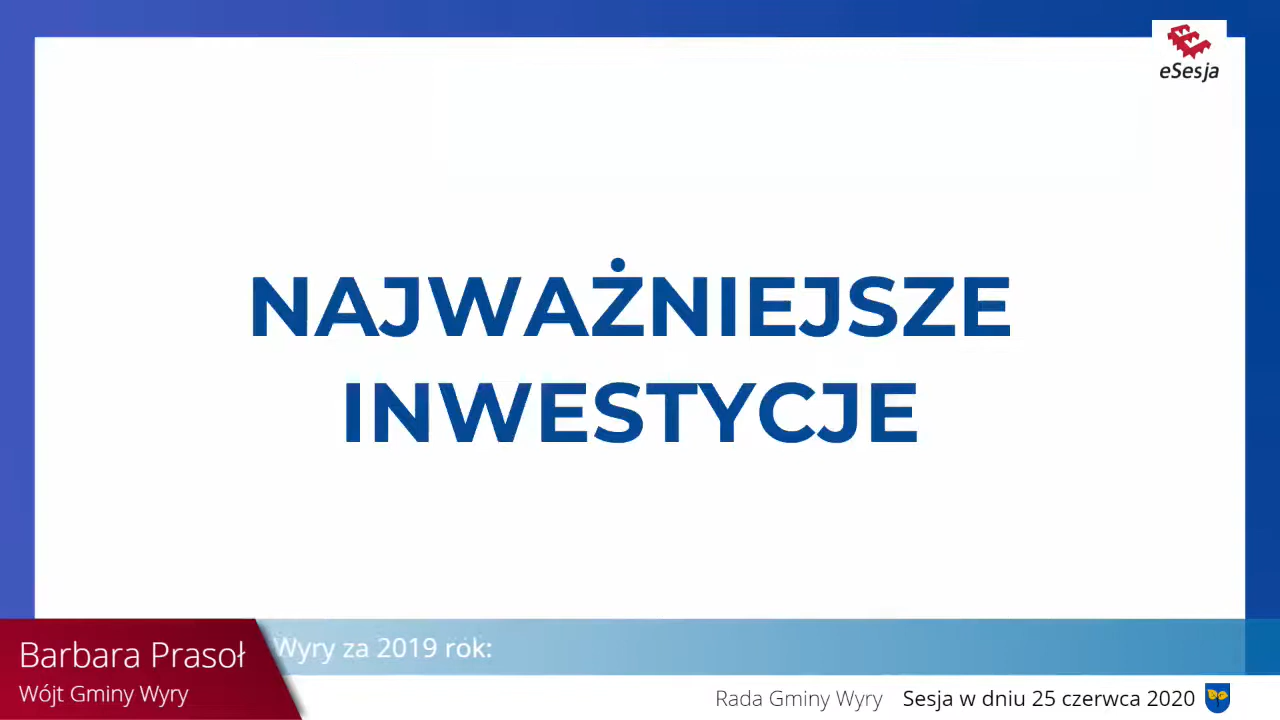 eSesja
NAJWAŻNIEJSZE
INWESTYCJE
Wyry za 2019 rok:
Barbara Prasoł
Wójt Gminy Wyry
Rada Gminy Wyry Sesja w dniu 25 czerwca 2020